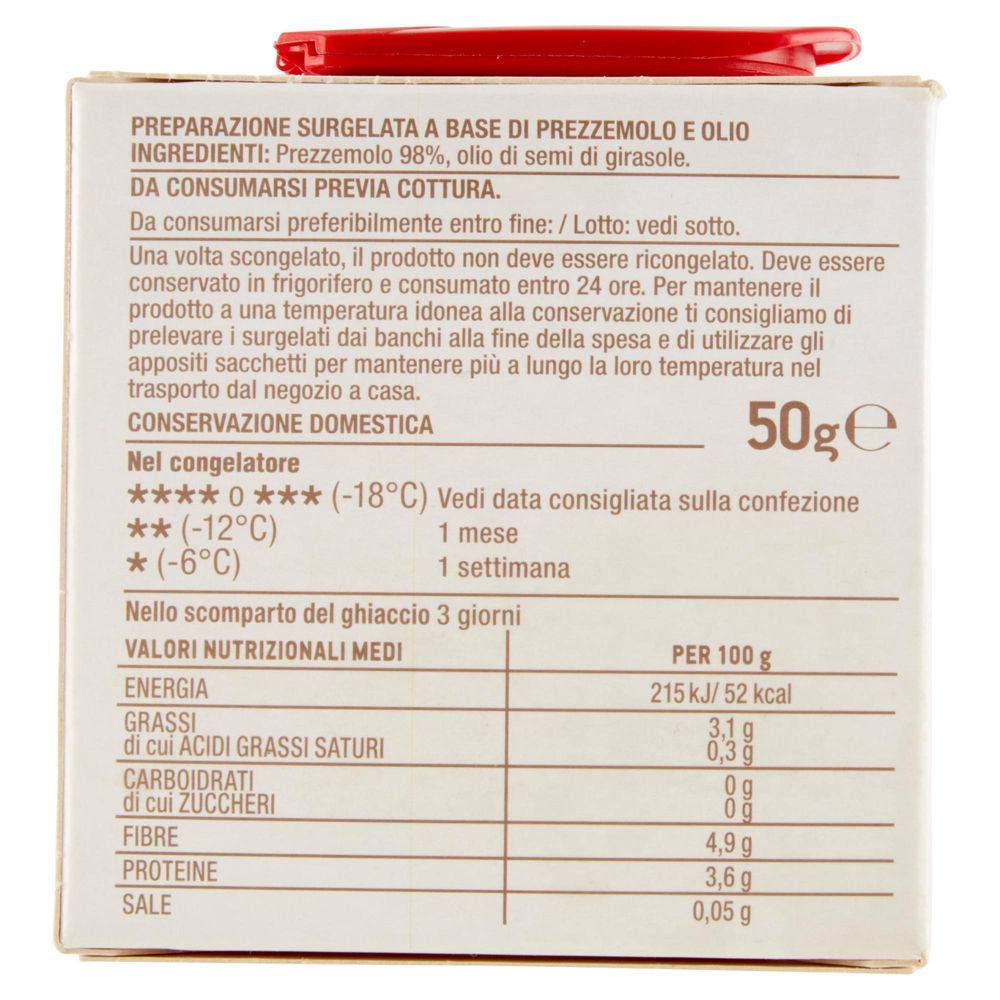 PREPARAZIONE SURGELATA A BASE DI PREZZEMOLO E OLIO
INGREDIENTI: Prezzemolo 98%, olio di semi di girasole.
DA CONSUMARSI PREVIA COTTURA.
Da consumarsi preferibilmente entro fine: / Lotto: vedi sotto.
Una volta scongelato, il prodotto non deve essere ricongelato. Deve essere
conservato in frigorifero e consumato entro 24 ore. Per mantenere il
prodotto a una temperatura idonea alla conservazione ti consigliamo di
prelevare i surgelati dai banchi alla fine della spesa e di utilizzare gli
appositi sacchetti per mantenere più a lungo la loro temperatura nel
trasporto dal negozio a casa.
CONSERVAZIONE DOMESTICA
50g℮
Nel congelatore
**** o *** (-18°C) Vedi data consigliata sulla confezione
** (-12°C) 1 mese
* (-6°C) 1 settimana
Nello scomparto del ghiaccio 3 giorni
VALORI NUTRIZIONALI MEDI PER 100 g
ENERGIA 215 kJ/ 52 kcal
GRASSI 3,1 g
di cui ACIDI GRASSI SATURI 0,3 g
CARBOIDRATI 0 g
di cui ZUCCHERI 0 g
FIBRE 4,9 g
PROTEINE 3,6 g
SALE 0,05 g